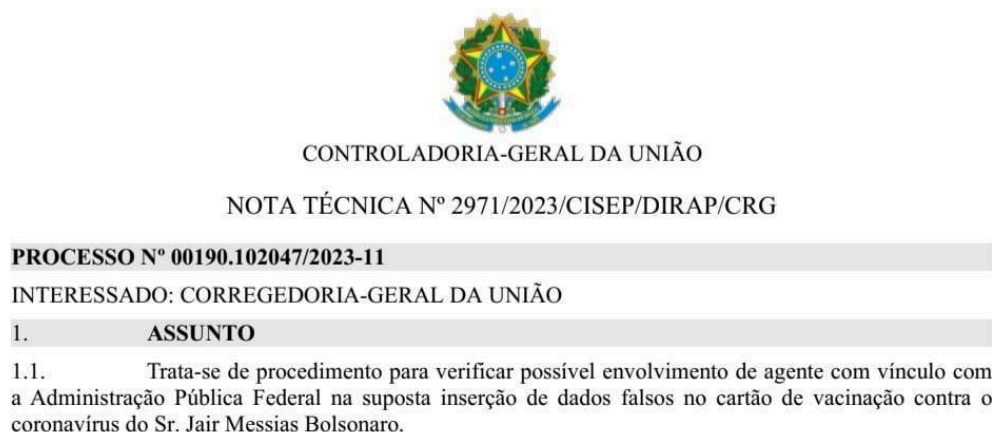 CONTROLADORIA-GERAL DA UNIÃO
NOTA TÉCNICA Nº 2971/2023/CISEP/DIRAP/CRG
PROCESSO Nº 00190.102047/2023-11
INTERESSADO: CORREGEDORIA-GERAL DA UNIÃO
1. ASSUNTO
1.1. Trata-se de procedimento para verificar possível envolvimento de agente com vínculo com
a Administração Pública Federal na suposta inserção de dados falsos no cartão de vacinação contra o
coronavírus do Sr. Jair Messias Bolsonaro.